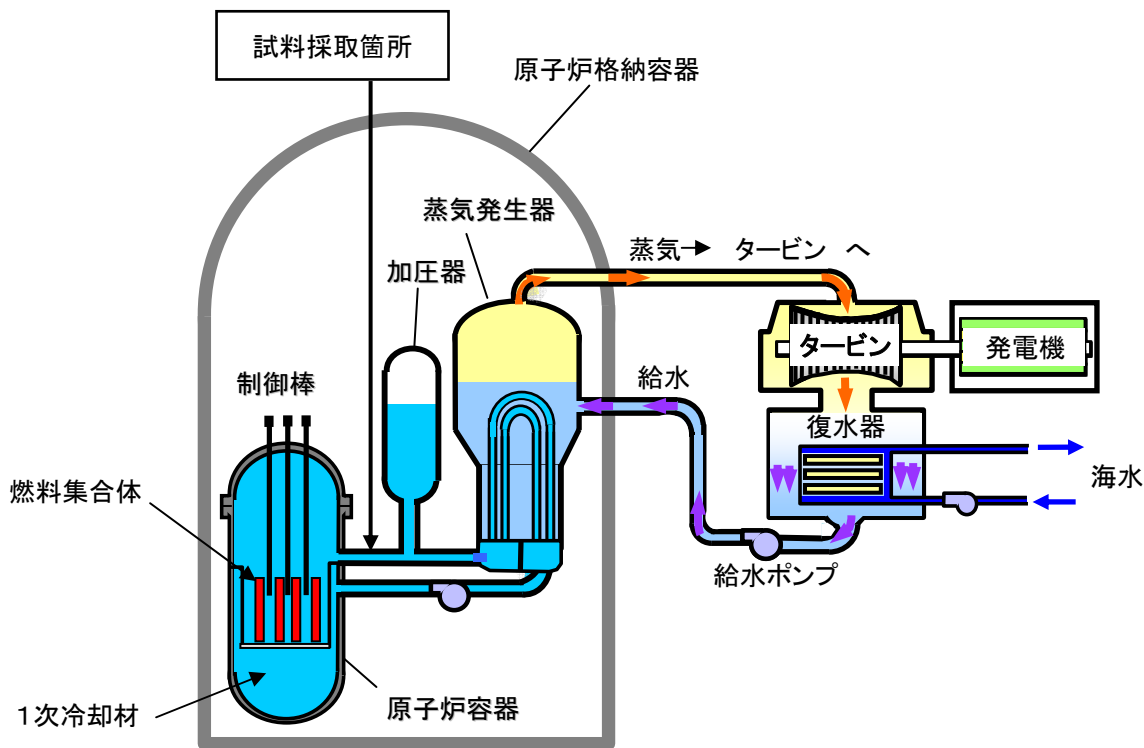 試料採取箇所
原子炉格納容器
蒸気発生器
蒸気→ タービン へ
加圧器
タービン
発電機
制御棒
給水
復水器
燃料集合体
海水
給水ポンプ
1次冷却材
原子炉容器